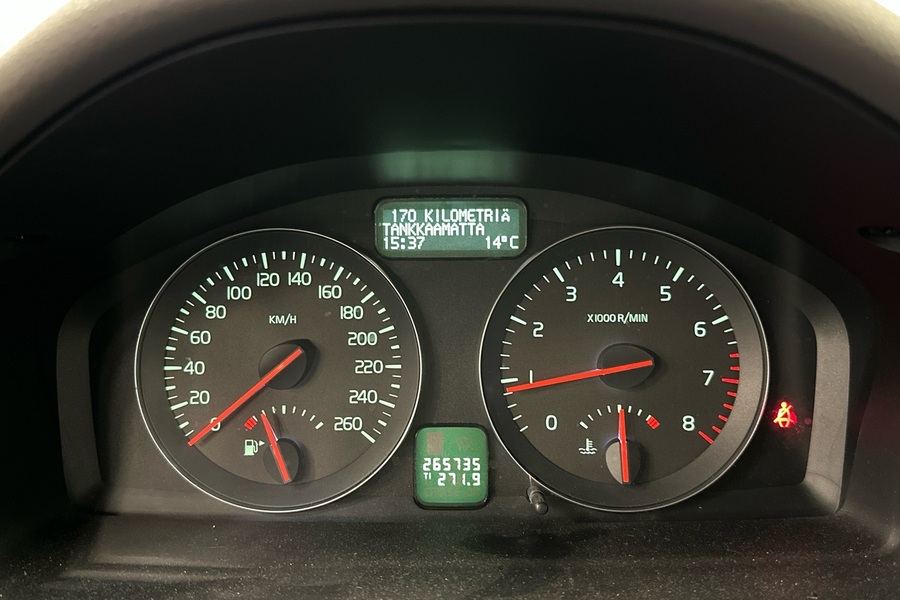 170 KILOMETRIÄ
TANKKAAMATTA
15:37 14°C
0 20 40 60 80 100 120 140 160 180 200 220 240 260
KM/H
0 1 2 3 4 5 6 7 8
X1000 R/MIN
265735
T1 271.9